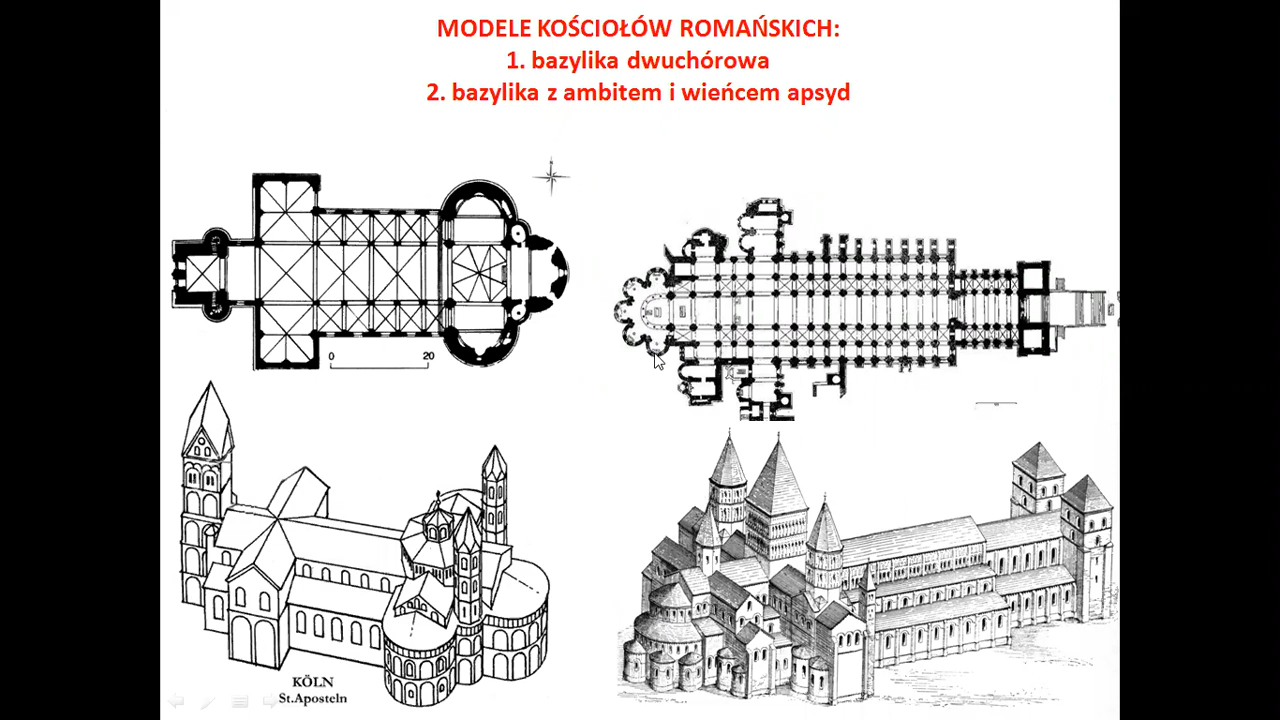 MODELE KOŚCIOŁÓW ROMAŃSKICH:
1. bazylika dwuchórowa
2. bazylika z ambitem i wieńcem apsyd
0 20
KÖLN
St.Aposteln